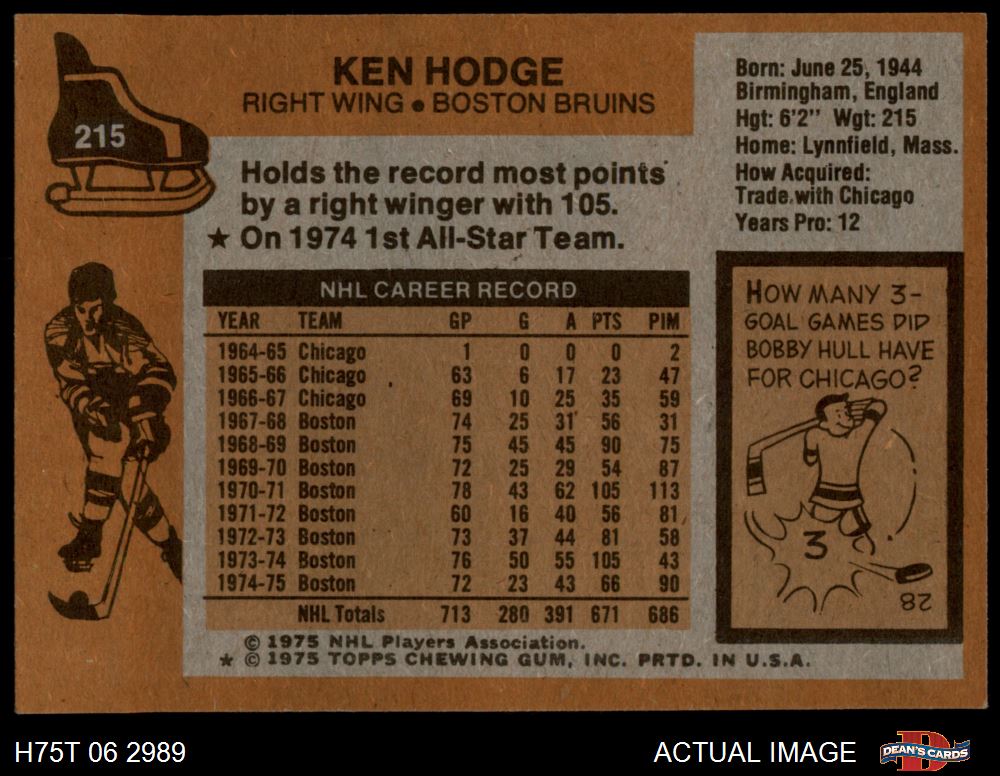 215
KEN HODGE
RIGHT WING • BOSTON BRUINS
Born: June 25, 1944
Birmingham, England
Hgt: 6'2" Wgt: 215
Home: Lynnfield, Mass.
How Acquired:
Trade with Chicago
Years Pro: 12
Holds the record most points
by a right winger with 105.
★ On 1974 1st All-Star Team.
NHL CAREER RECORD
YEAR TEAM GP G A PTS PIM
1964-65 Chicago 1 0 0 0 2
1965-66 Chicago 63 6 17 23 47
1966-67 Chicago 69 10 25 35 59
1967-68 Boston 74 25 31 56 31
1968-69 Boston 75 45 45 90 75
1969-70 Boston 72 25 29 54 87
1970-71 Boston 78 43 62 105 113
1971-72 Boston 60 16 40 56 81
1972-73 Boston 73 37 44 81 58
1973-74 Boston 76 50 55 105 43
1974-75 Boston 72 23 43 66 90
NHL Totals 713 280 391 671 686
HOW MANY 3-
GOAL GAMES DID
BOBBY HULL HAVE
FOR CHICAGO?
3
28
© 1975 NHL Players Association.
★ © 1975 TOPPS CHEWING GUM, INC. PRTD. IN U.S.A.
H75T 06 2989
ACTUAL IMAGE
D
DEAN'S CARDS